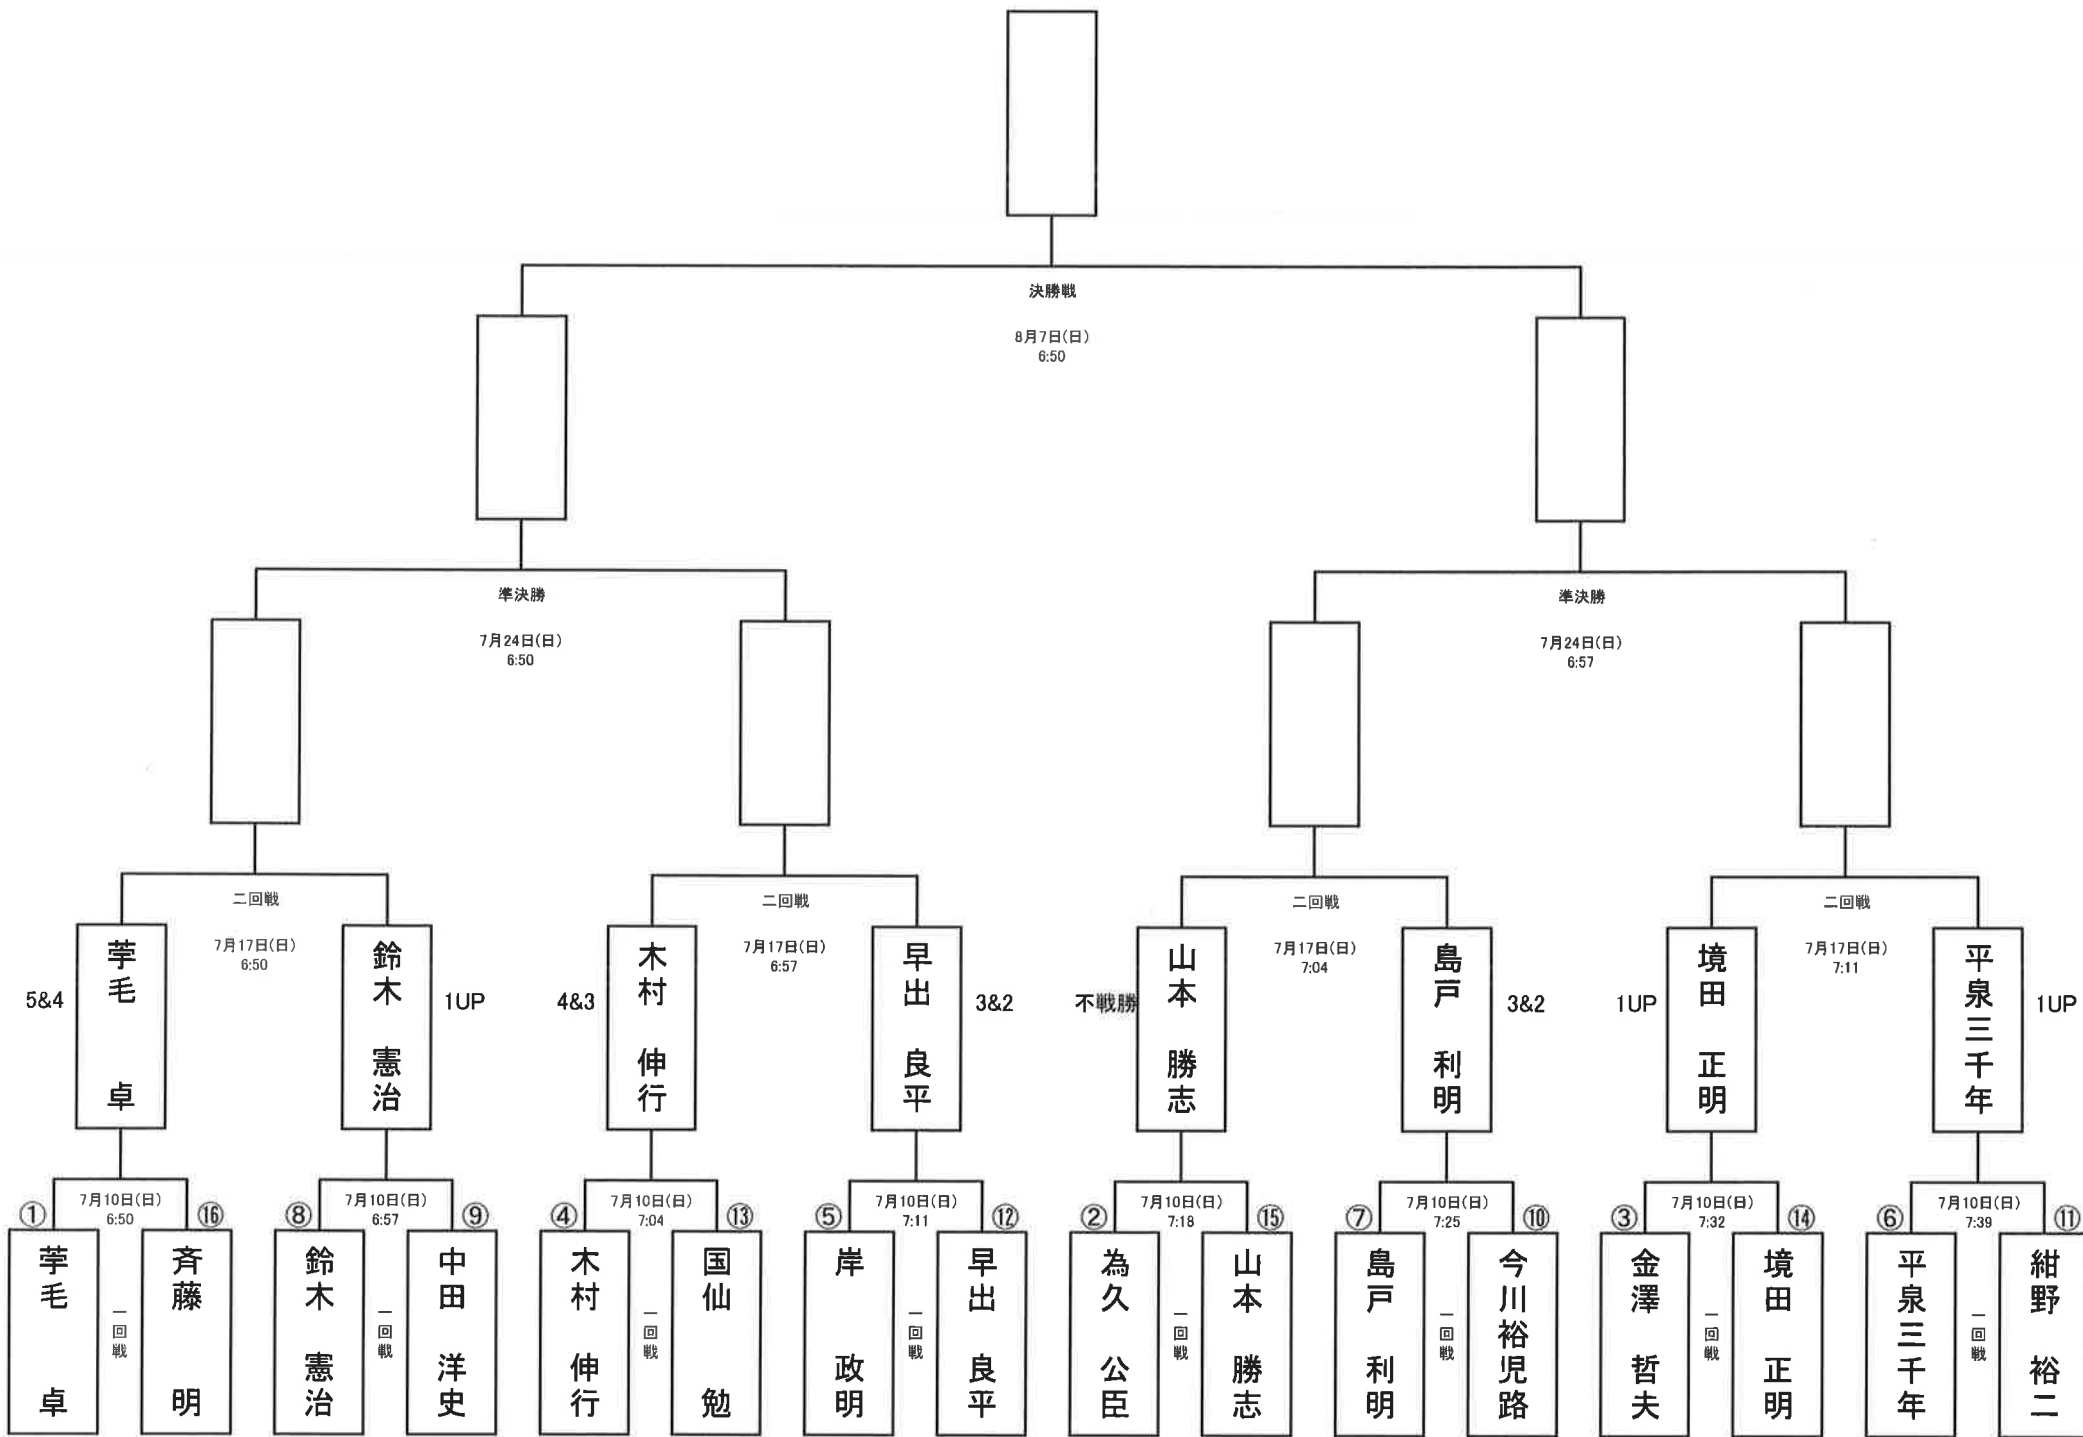 決勝戦
8月7日(日)
6:50
準決勝
7月24日(日)
6:50
準決勝
7月24日(日)
6:57
二回戦
7月17日(日)
6:50
二回戦
7月17日(日)
6:57
二回戦
7月17日(日)
7:04
二回戦
7月17日(日)
7:11
5&4
苧毛 卓
鈴木 憲治
1UP
4&3
木村 伸行
早出 良平
3&2
不戦勝
山本 勝志
島戸 利明
3&2
1UP
境田 正明
平泉三千年
1UP
①
7月10日(日)
6:50
⑯
⑧
7月10日(日)
6:57
⑨
④
7月10日(日)
7:04
⑬
⑤
7月10日(日)
7:11
⑫
②
7月10日(日)
7:18
⑮
⑦
7月10日(日)
7:25
⑩
③
7月10日(日)
7:32
⑭
⑥
7月10日(日)
7:39
⑪
苧毛 卓
一回戦
斉藤 明
鈴木 憲治
一回戦
中田 洋史
木村 伸行
一回戦
国仙 勉
岸 政明
一回戦
早出 良平
為久 公臣
一回戦
山本 勝志
島戸 利明
一回戦
今川裕児路
金澤 哲夫
一回戦
境田 正明
平泉三千年
一回戦
紺野 裕二